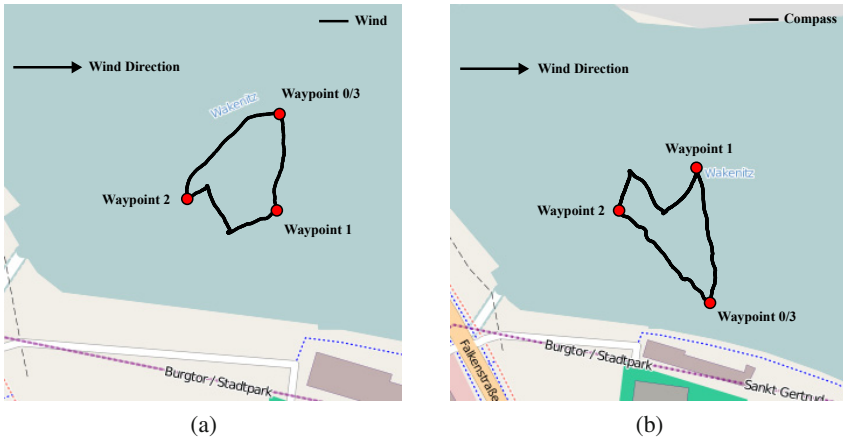 Wind
Wind Direction
Wakenitz
Waypoint 0/3
Waypoint 2
Waypoint 1
Burgtor / Stadtpark
(a)
Compass
Wind Direction
Waypoint 1
Wakenitz
Waypoint 2
Waypoint 0/3
Falkenstraße
Burgtor / Stadtpark
Sankt Gertrud
(b)